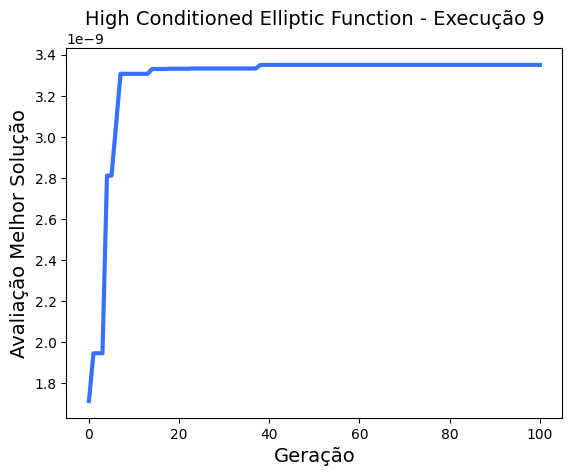 High Conditioned Elliptic Function - Execução 9
1e−9
3.4
3.2
3.0
2.8
2.6
2.4
2.2
2.0
1.8
Avaliação Melhor Solução
0 20 40 60 80 100
Geração